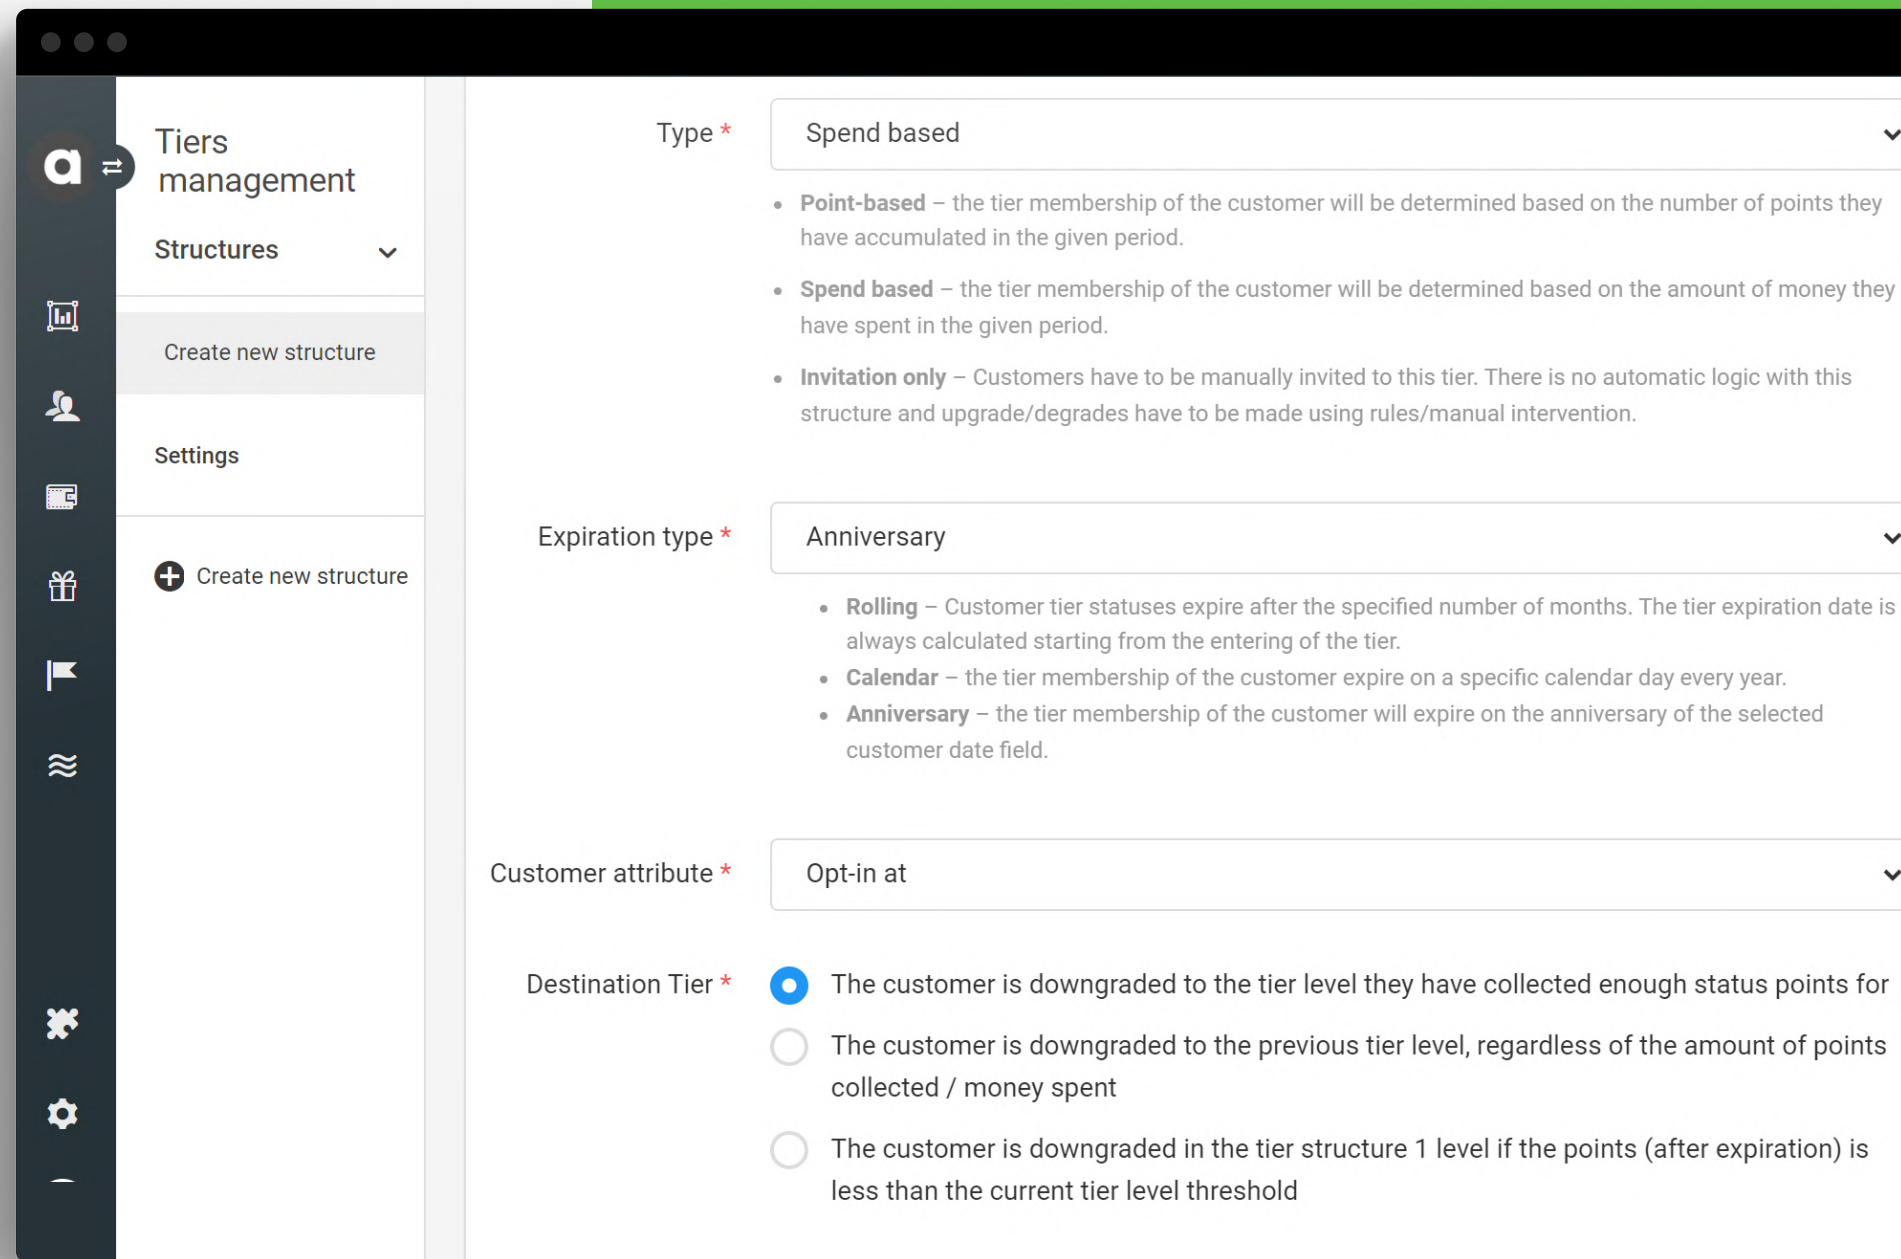 a
Tiers
management
Structures
Create new structure
Settings
Create new structure
Type *
Spend based
• Point-based – the tier membership of the customer will be determined based on the number of points they
have accumulated in the given period.
• Spend based – the tier membership of the customer will be determined based on the amount of money they
have spent in the given period.
• Invitation only – Customers have to be manually invited to this tier. There is no automatic logic with this
structure and upgrade/degrades have to be made using rules/manual intervention.
Expiration type *
Anniversary
• Rolling – Customer tier statuses expire after the specified number of months. The tier expiration date is
always calculated starting from the entering of the tier.
• Calendar – the tier membership of the customer expire on a specific calendar day every year.
• Anniversary – the tier membership of the customer will expire on the anniversary of the selected
customer date field.
Customer attribute *
Opt-in at
Destination Tier *
The customer is downgraded to the tier level they have collected enough status points for
The customer is downgraded to the previous tier level, regardless of the amount of points
collected / money spent
The customer is downgraded in the tier structure 1 level if the points (after expiration) is
less than the current tier level threshold